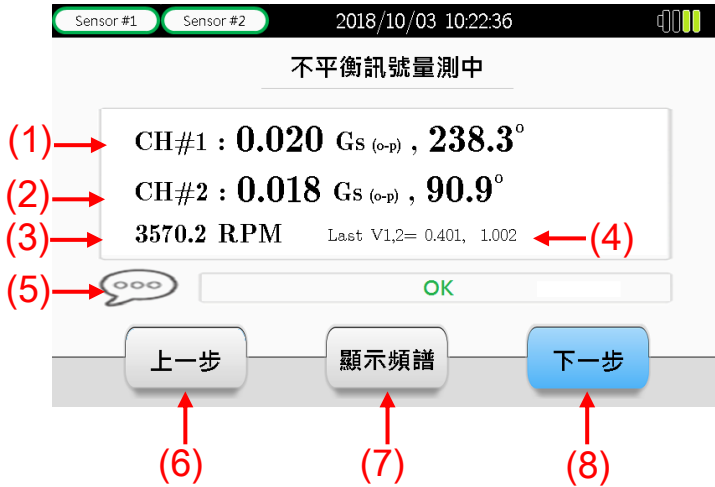 Sensor #1 Sensor #2 2018/10/03 10:22:36
不平衡訊號量測中
(1) CH#1 : 0.020 Gs (o-p) , 238.3°
(2) CH#2 : 0.018 Gs (o-p) , 90.9°
(3) 3570.2 RPM Last V1,2= 0.401, 1.002 (4)
(5) OK
上一步 顯示頻譜 下一步
(6) (7) (8)